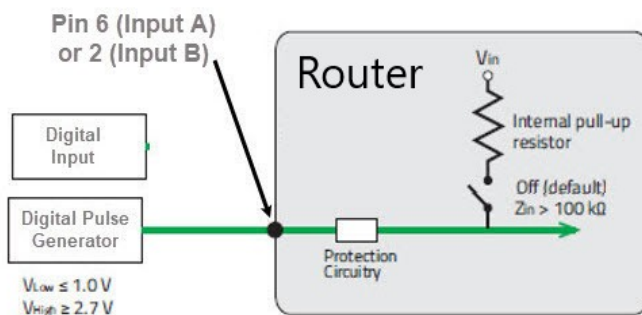 Pin 6 (Input A)
or 2 (Input B)
Router
Vin
Internal pull-up
resistor
Digital
Input
Off (default)
Zin > 100 kΩ
Digital Pulse
Generator
Protection
Circuitry
VLow ≤ 1.0 V
VHigh ≥ 2.7 V